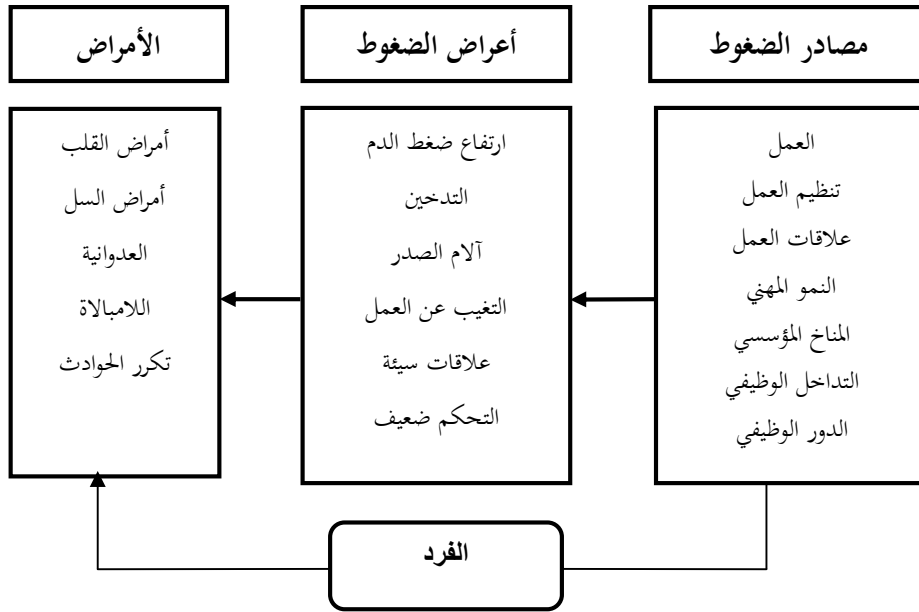 مصادر الضغوط
العمل
تنظيم العمل
علاقات العمل
النمو المهني
المناخ المؤسسي
التداخل الوظيفي
الدور الوظيفي
أعراض الضغوط
ارتفاع ضغط الدم
التدخين
آلام الصدر
التغيب عن العمل
علاقات سيئة
التحكم ضعيف
الأمراض
أمراض القلب
أمراض السل
العدوانية
اللامبالاة
تكرر الحوادث
الفرد